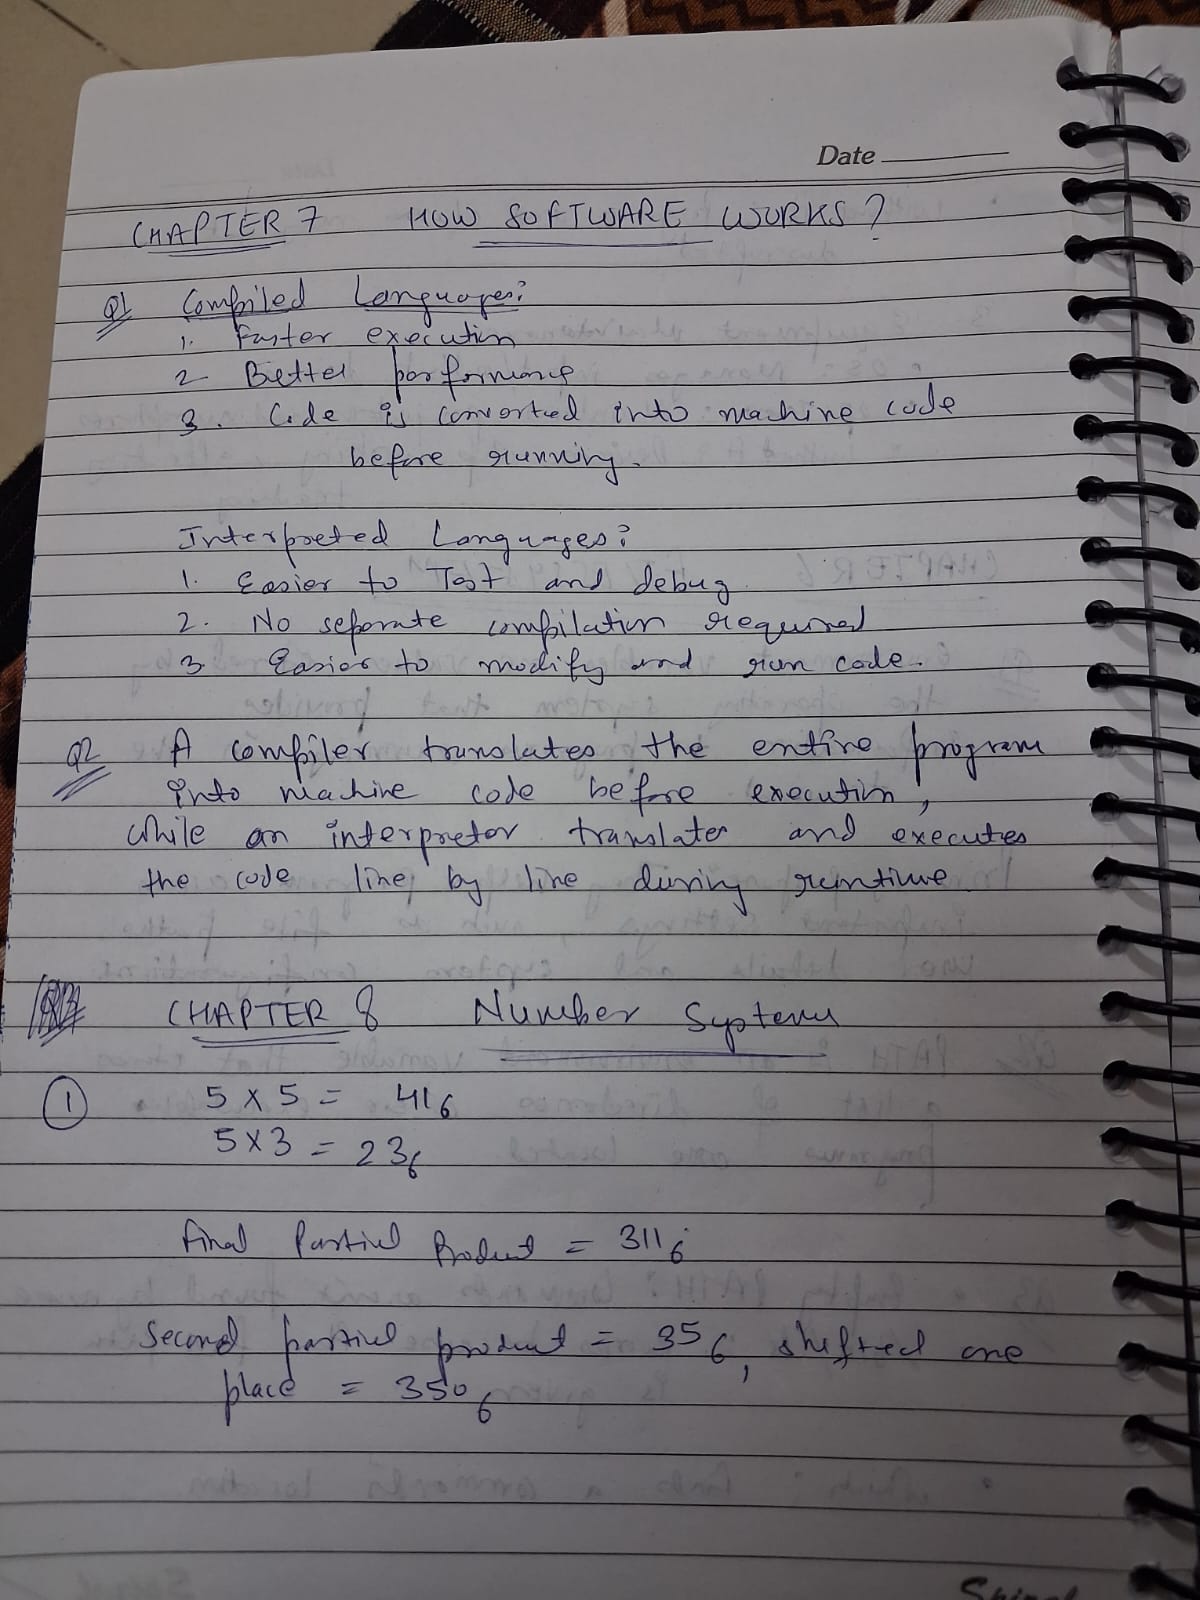 Date
CHAPTER 7 HOW SOFTWARE WORKS?
Q1 Compiled Languages:
1. Faster execution
2 Better performance
3. Code is converted into machine code
before running.
Interpreted Languages:
1. Easier to Test and debug.
2. No separate compilation required
3 Easier to modify and run code.
Q2 A compiler translates the entire program
into machine code before execution,
while an interpreter translates and executes
the code line by line during runtime.
CHAPTER 8 Number Systems
1 5 x 5 = 41₆
5 x 3 = 23₆
Final Partial Product = 311₆
Second partial product = 35₆, shifted one
place = 350₆